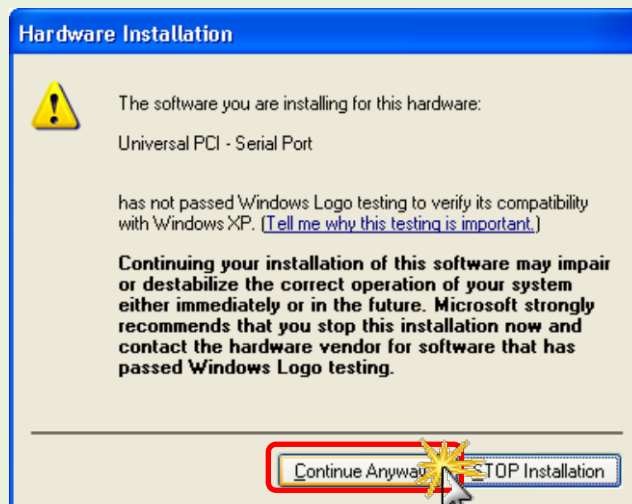 Hardware Installation
The software you are installing for this hardware:
Universal PCI - Serial Port
has not passed Windows Logo testing to verify its compatibility
with Windows XP. (Tell me why this testing is important.)
Continuing your installation of this software may impair
or destabilize the correct operation of your system
either immediately or in the future. Microsoft strongly
recommends that you stop this installation now and
contact the hardware vendor for software that has
passed Windows Logo testing.
Continue Anyway STOP Installation